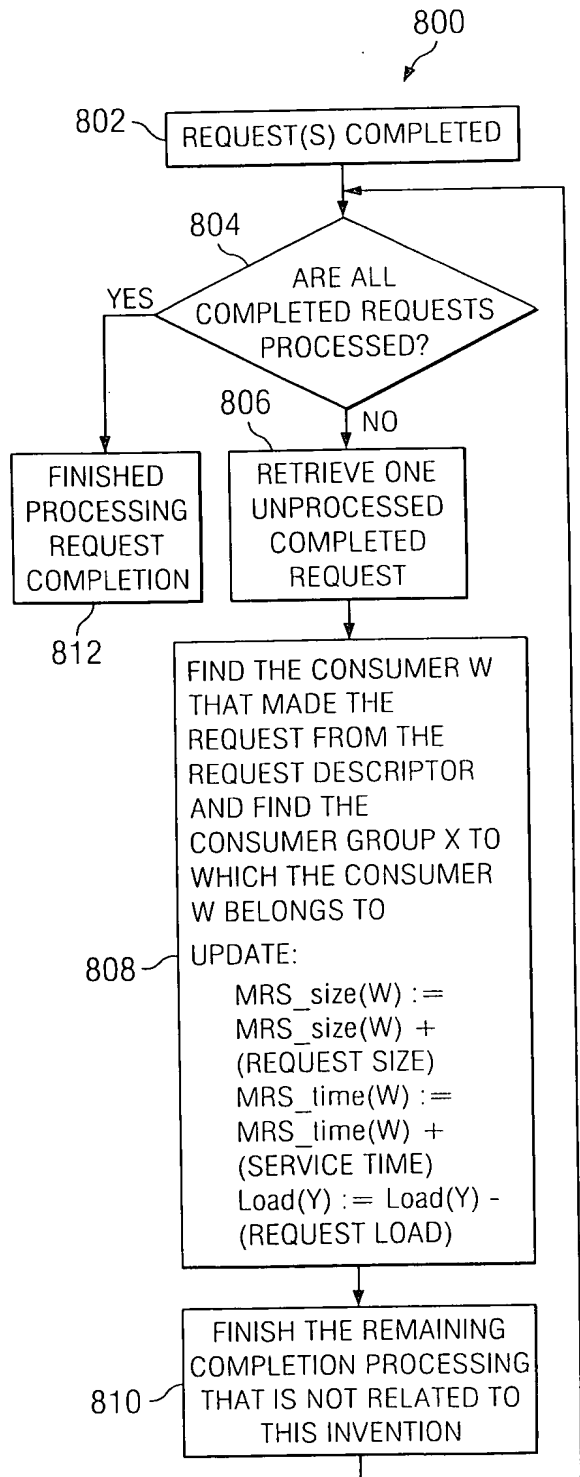 800
802
REQUEST(S) COMPLETED
804
ARE ALL
COMPLETED REQUESTS
PROCESSED?
YES
NO
806
FINISHED
PROCESSING
REQUEST
COMPLETION
812
RETRIEVE ONE
UNPROCESSED
COMPLETED
REQUEST
FIND THE CONSUMER W
THAT MADE THE
REQUEST FROM THE
REQUEST DESCRIPTOR
AND FIND THE
CONSUMER GROUP X TO
WHICH THE CONSUMER
W BELONGS TO
808
UPDATE:
MRS_size(W) :=
MRS_size(W) +
(REQUEST SIZE)
MRS_time(W) :=
MRS_time(W) +
(SERVICE TIME)
Load(Y) := Load(Y) -
(REQUEST LOAD)
810
FINISH THE REMAINING
COMPLETION PROCESSING
THAT IS NOT RELATED TO
THIS INVENTION